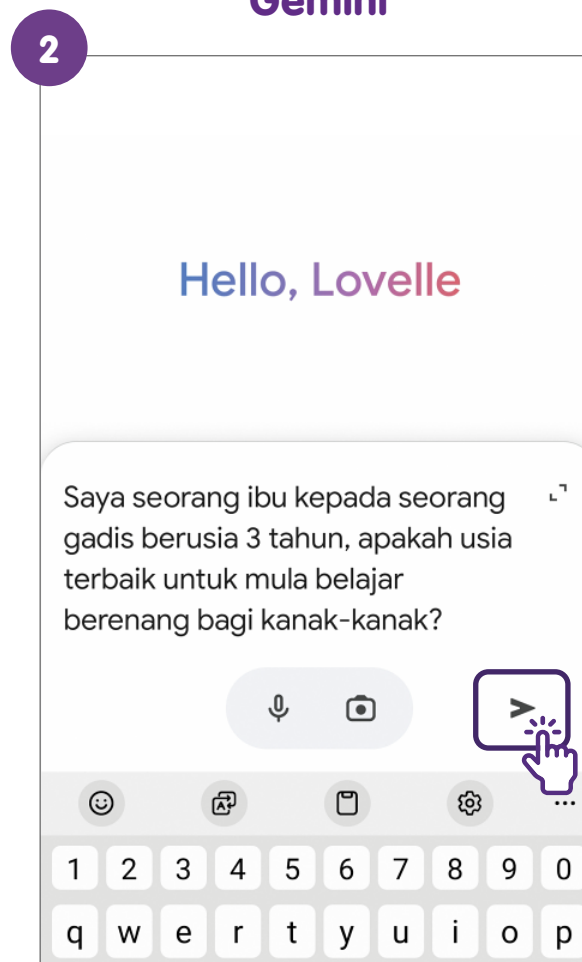 Gemini
2
Hello, Lovelle
Saya seorang ibu kepada seorang
gadis berusia 3 tahun, apakah usia
terbaik untuk mula belajar
berenang bagi kanak-kanak?
1 2 3 4 5 6 7 8 9 0
q w e r t y u i o p